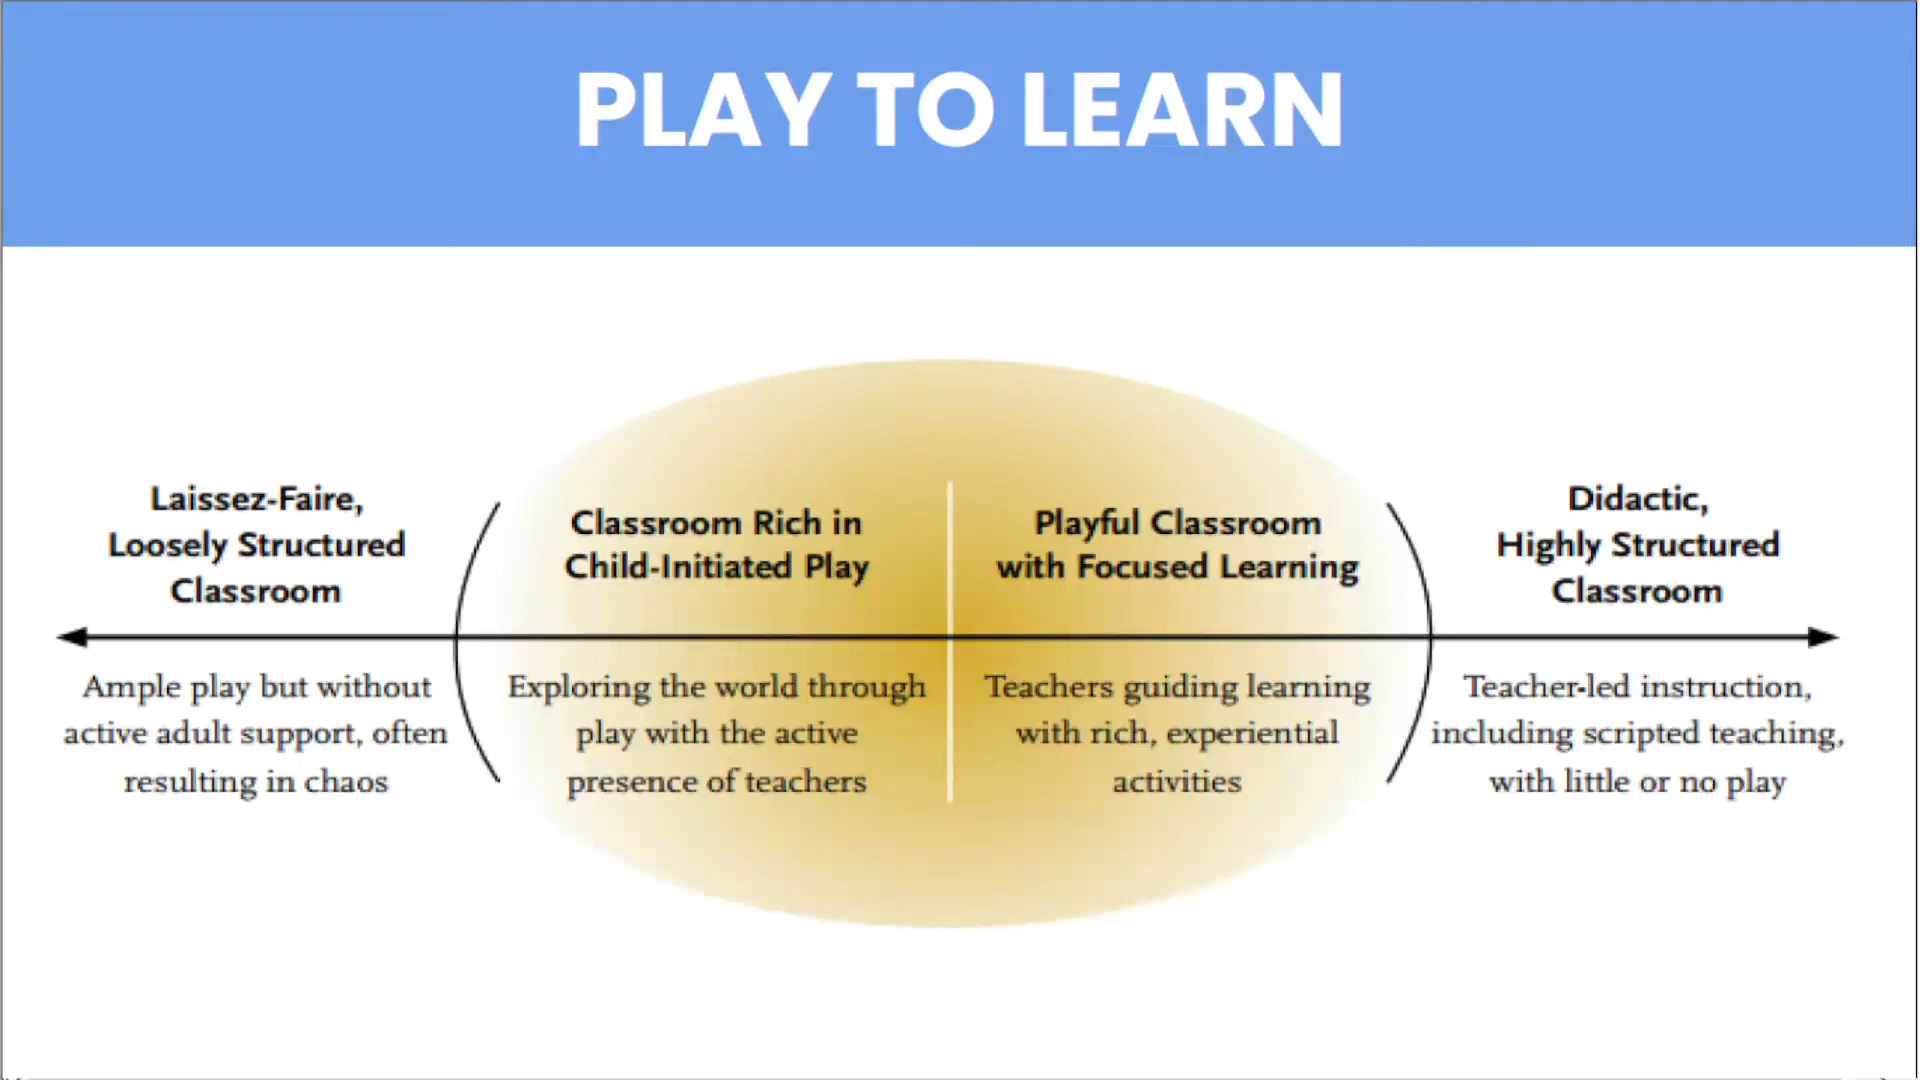 PLAY TO LEARN
Laissez-Faire,
Loosely Structured
Classroom
Ample play but without
active adult support, often
resulting in chaos
Classroom Rich in
Child-Initiated Play
Exploring the world through
play with the active
presence of teachers
Playful Classroom
with Focused Learning
Teachers guiding learning
with rich, experiential
activities
Didactic,
Highly Structured
Classroom
Teacher-led instruction,
including scripted teaching,
with little or no play